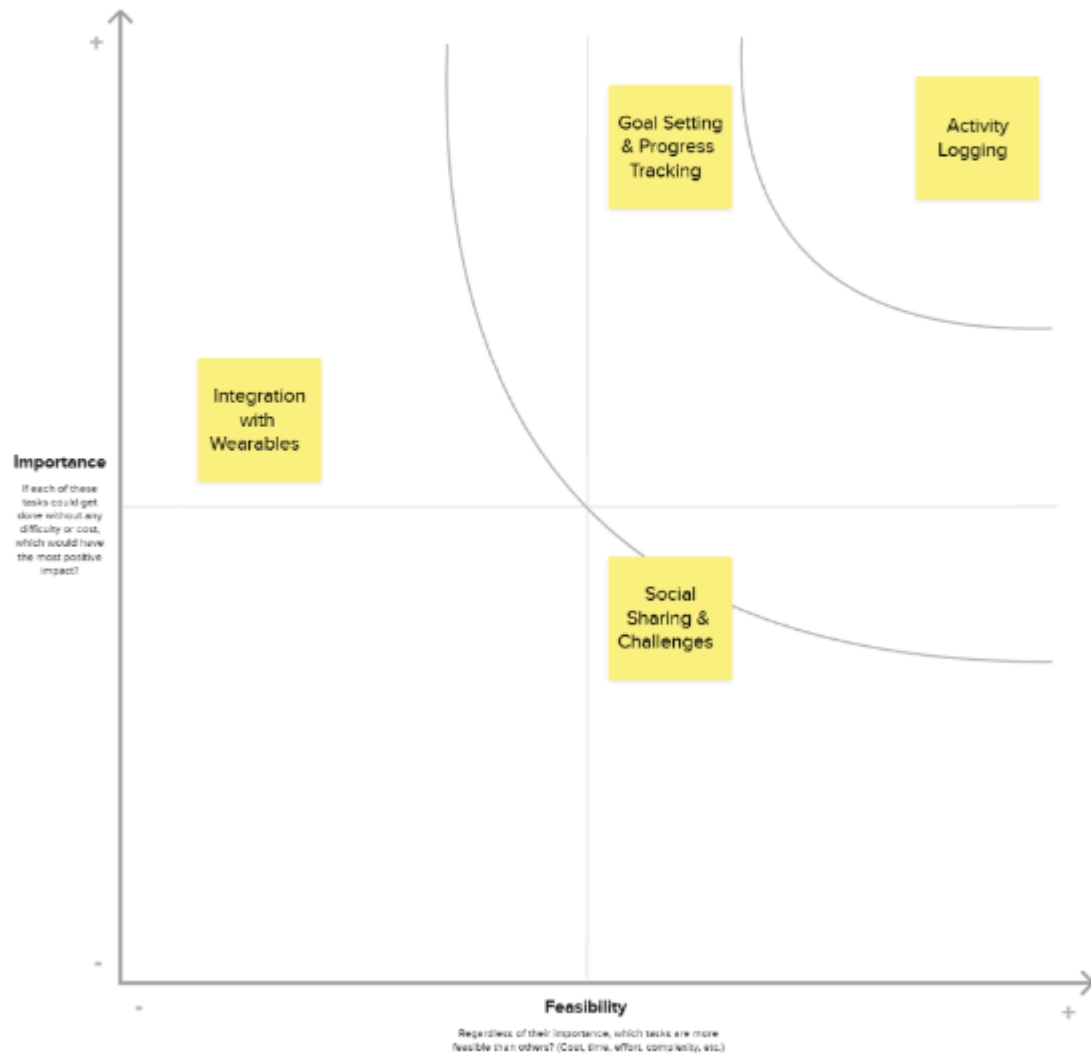 +
Goal Setting
& Progress
Tracking
Activity
Logging
Integration
with
Wearables
Importance
If each of these
tasks could get
done without any
difficulty or cost,
which would have
the most positive
impact?
Social
Sharing &
Challenges
-
-
Feasibility
+
Regardless of their importance, which tasks are more
feasible than others? (Cost, time, effort, complexity, etc.)